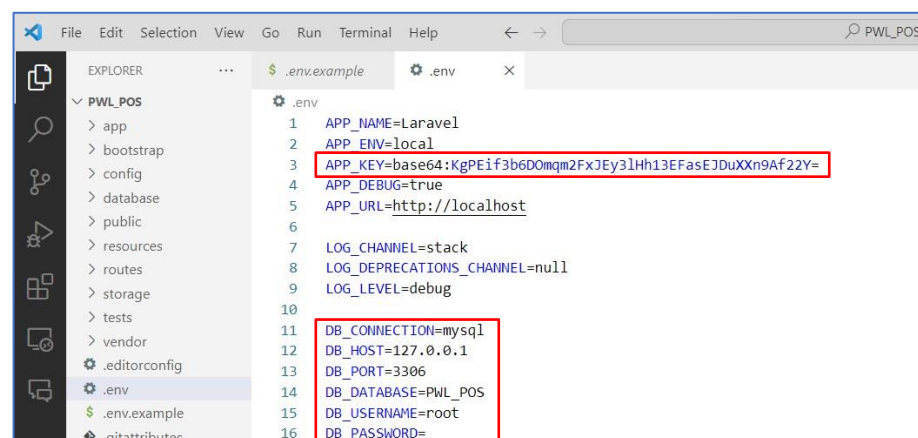 File Edit Selection View Go Run Terminal Help ← → PWL_POS
EXPLORER ... $ .env.example .env ×
PWL_POS
> app
> bootstrap
> config
> database
> public
> resources
> routes
> storage
> tests
> vendor
.editorconfig
.env
$ .env.example
.gitattributes
.env
1 APP_NAME=Laravel
2 APP_ENV=local
3 APP_KEY=base64:KgPEif3b6DOmqm2FxJEy3lHh13EFasEJDuXXn9Af22Y=
4 APP_DEBUG=true
5 APP_URL=http://localhost
6
7 LOG_CHANNEL=stack
8 LOG_DEPRECATIONS_CHANNEL=null
9 LOG_LEVEL=debug
10
11 DB_CONNECTION=mysql
12 DB_HOST=127.0.0.1
13 DB_PORT=3306
14 DB_DATABASE=PWL_POS
15 DB_USERNAME=root
16 DB_PASSWORD=